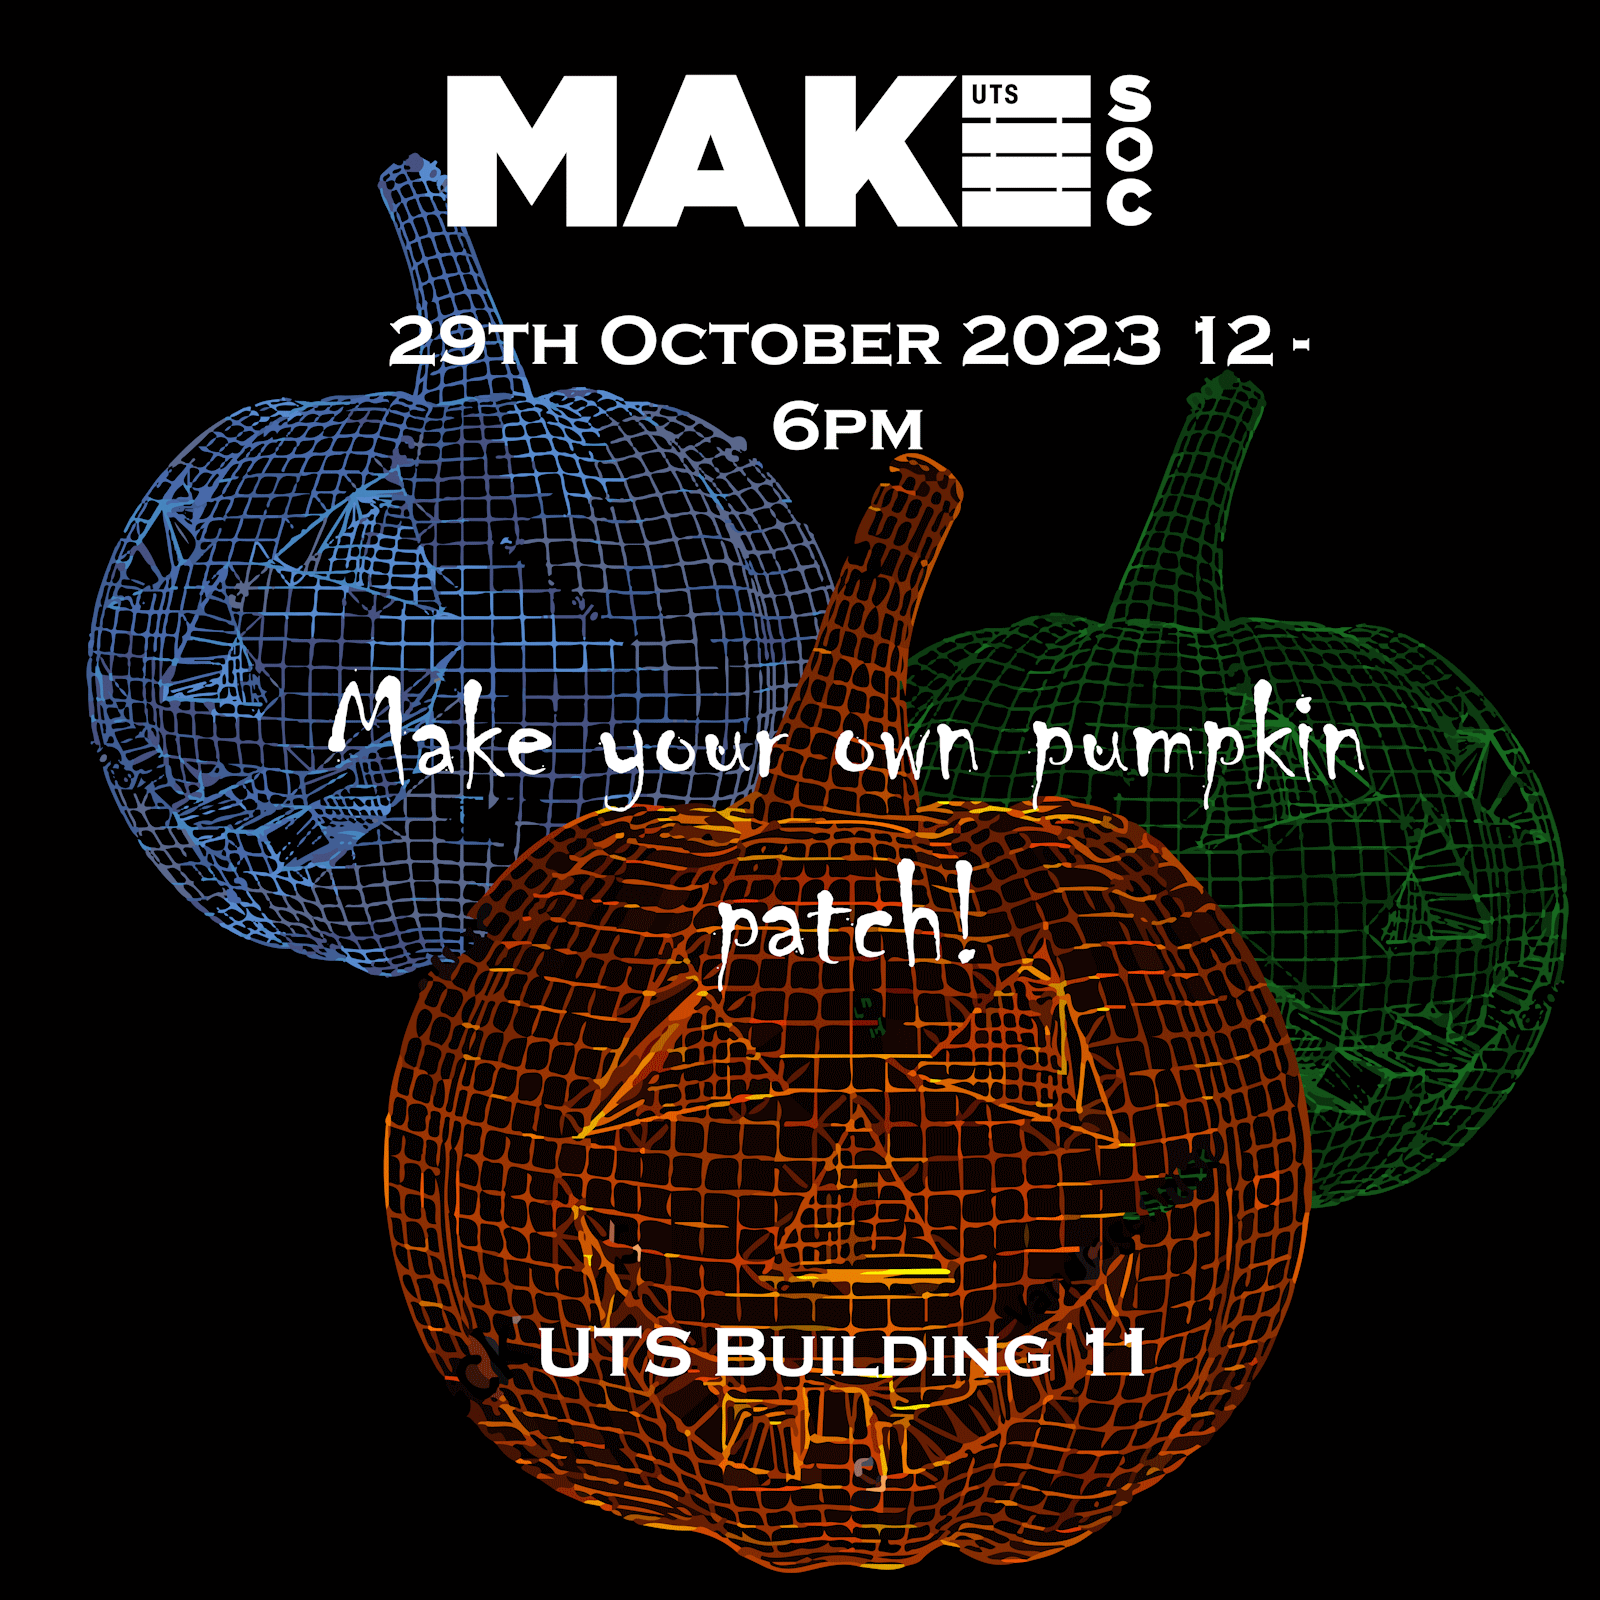 MAKE UTS SOC
29th October 2023 12 -
6pm
Make your own pumpkin
patch!
UTS Building 11